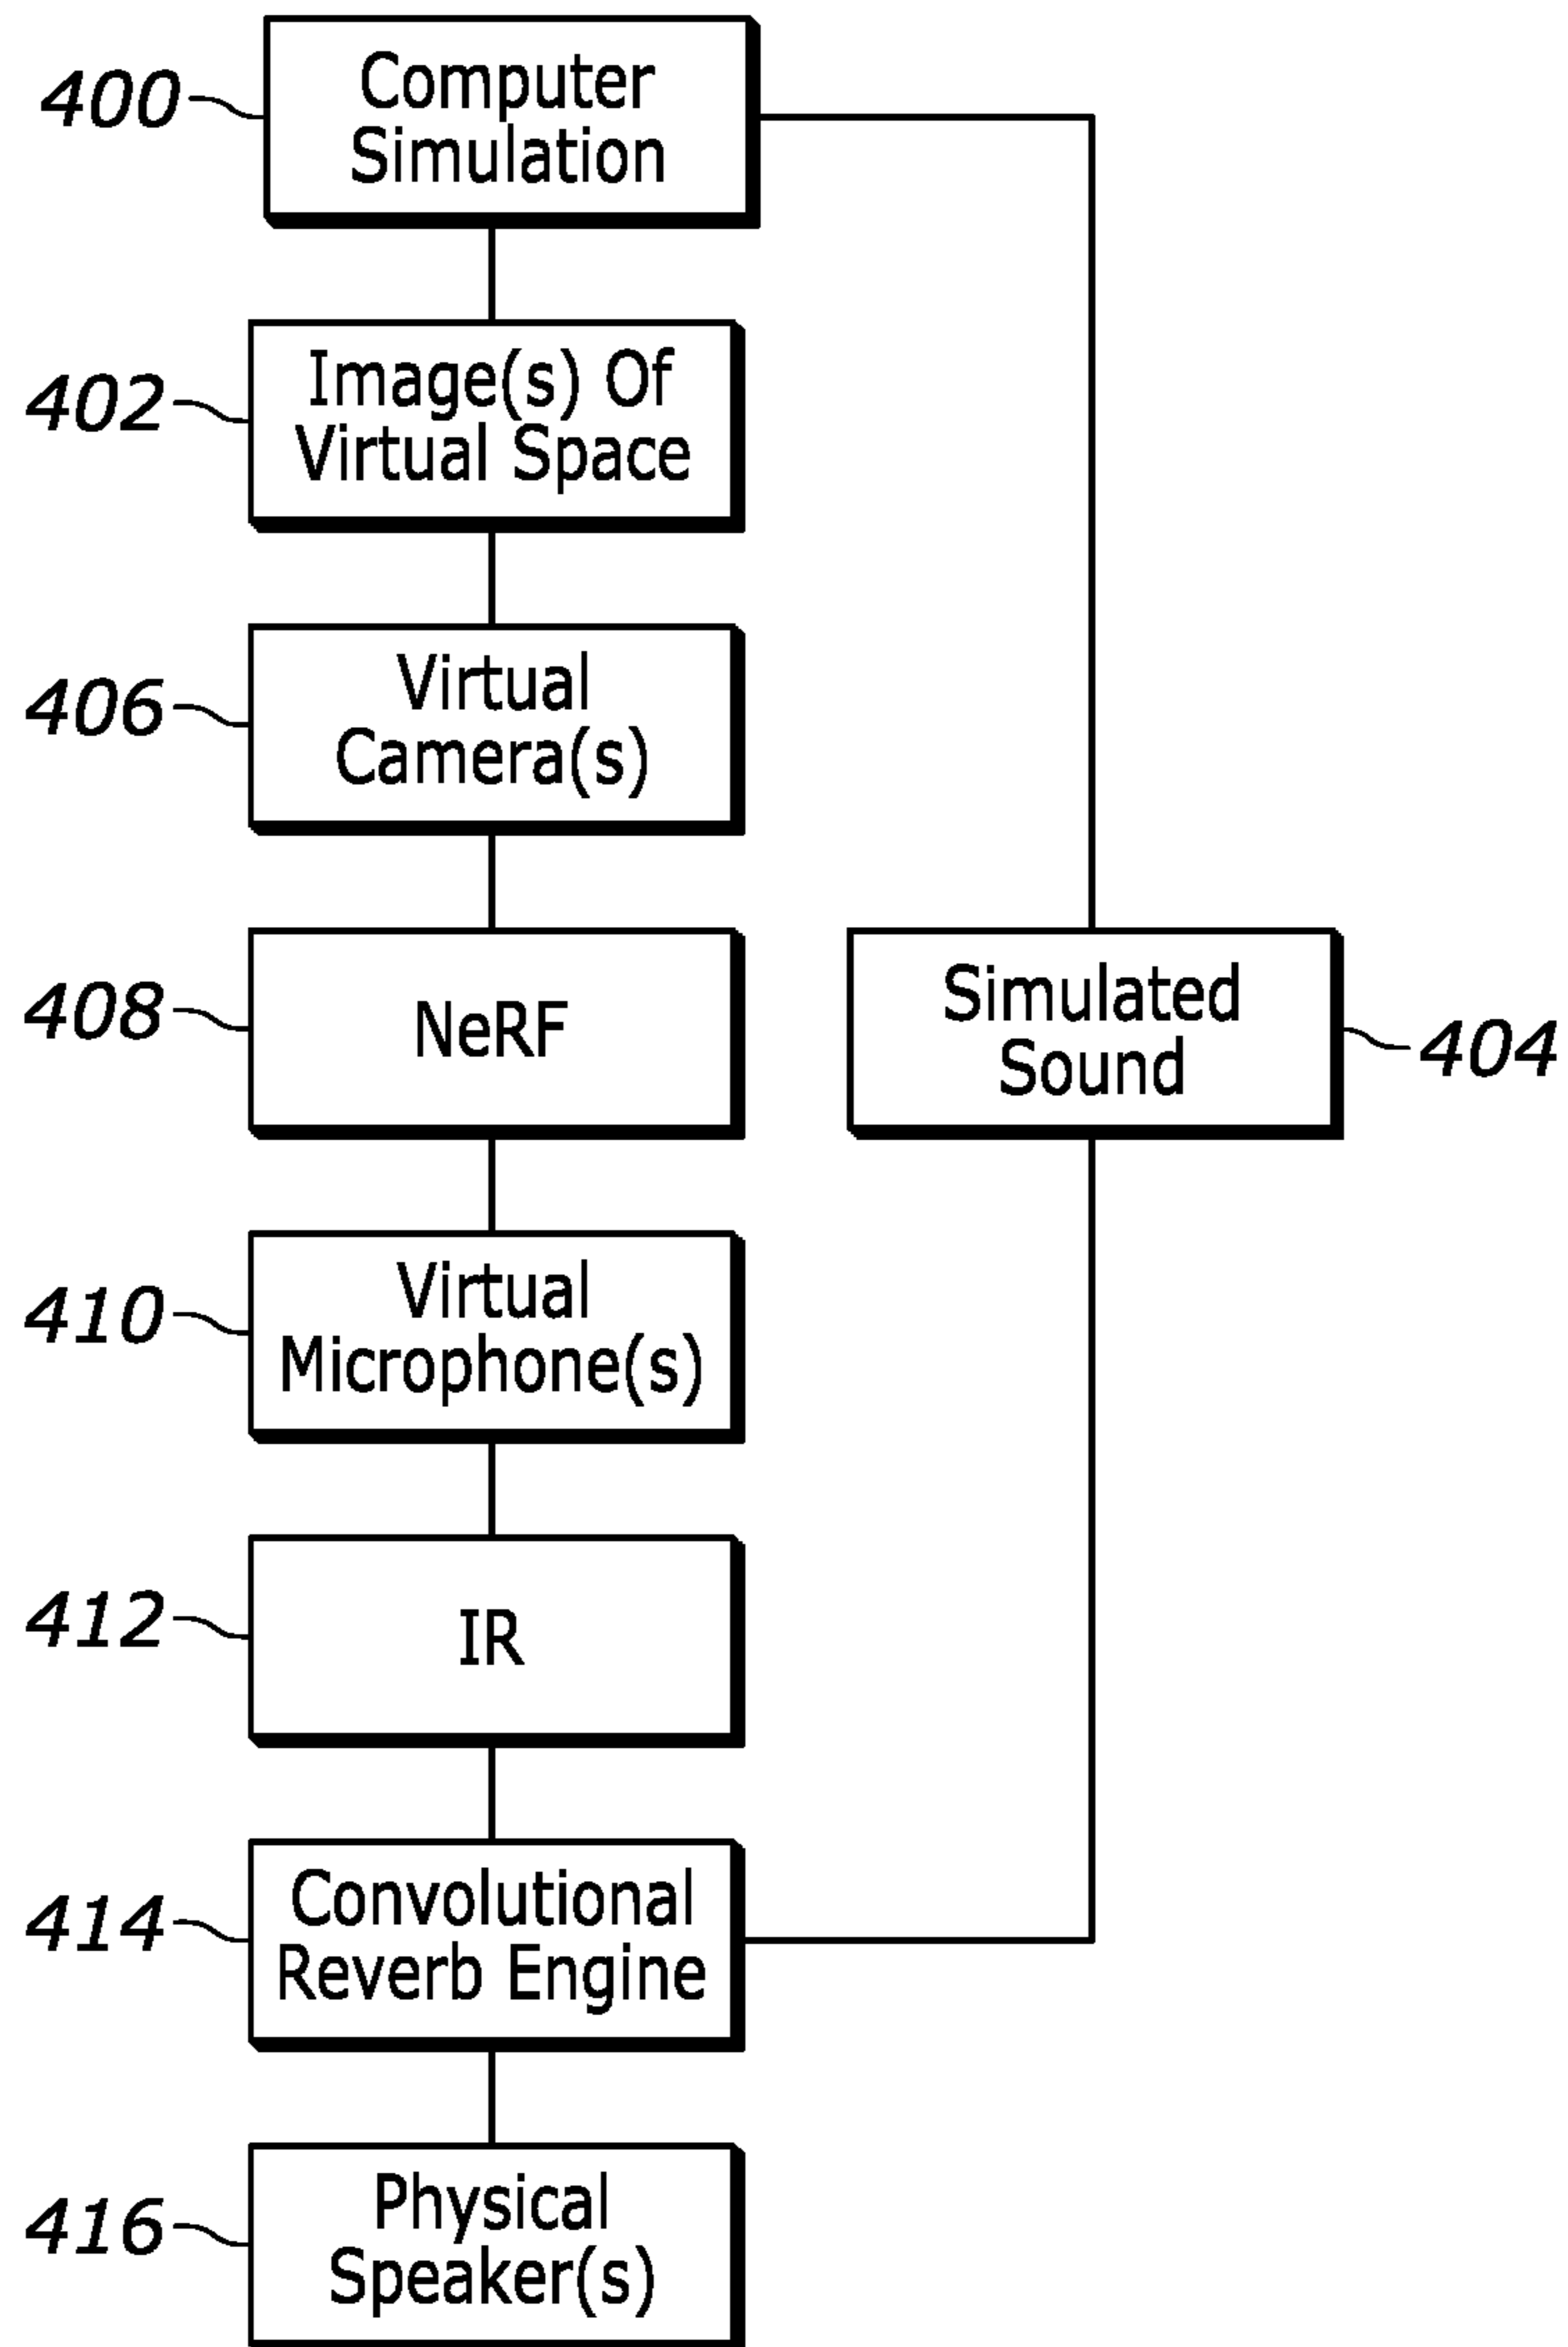 400
Computer
Simulation
402
Image(s) Of
Virtual Space
406
Virtual
Camera(s)
408
NeRF
Simulated
Sound
404
410
Virtual
Microphone(s)
412
IR
414
Convolutional
Reverb Engine
416
Physical
Speaker(s)